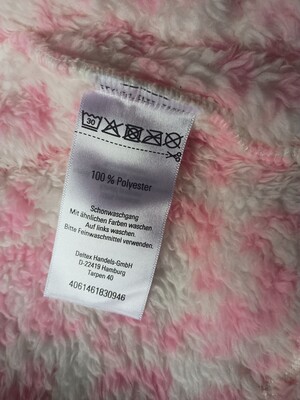 30
100 % Polyester
Schonwaschgang
Mit ähnlichen Farben waschen.
Auf links waschen.
Bitte Feinwaschmittel verwenden.
Deltex Handels-GmbH
D-22419 Hamburg
Tarpen 40
4061461830946